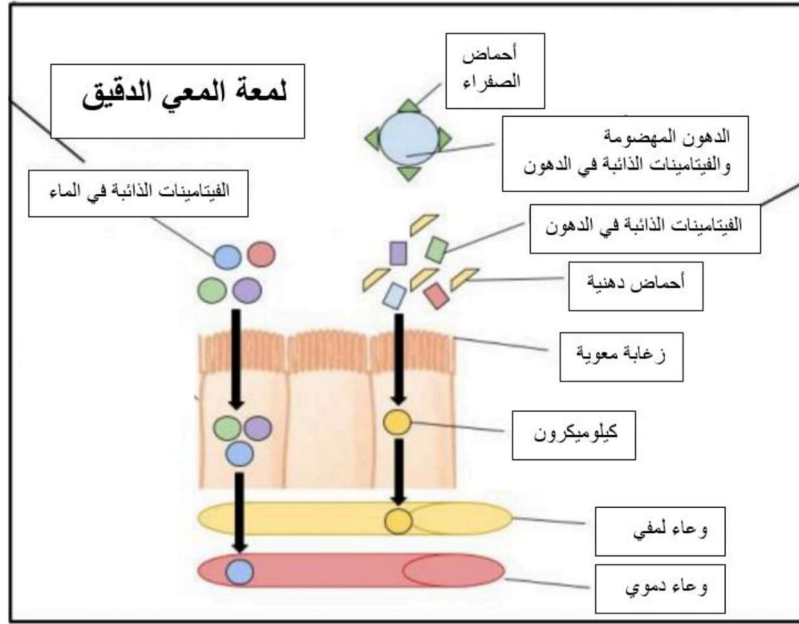 أحماض
الصفراء
لمعة المعي الدقيق
الدهون المهضومة
والفيتامينات الذائبة في الدهون
الفيتامينات الذائبة في الماء
الفيتامينات الذائبة في الدهون
أحماض دهنية
زغابة معوية
كيلوميكرون
وعاء لمفي
وعاء دموي